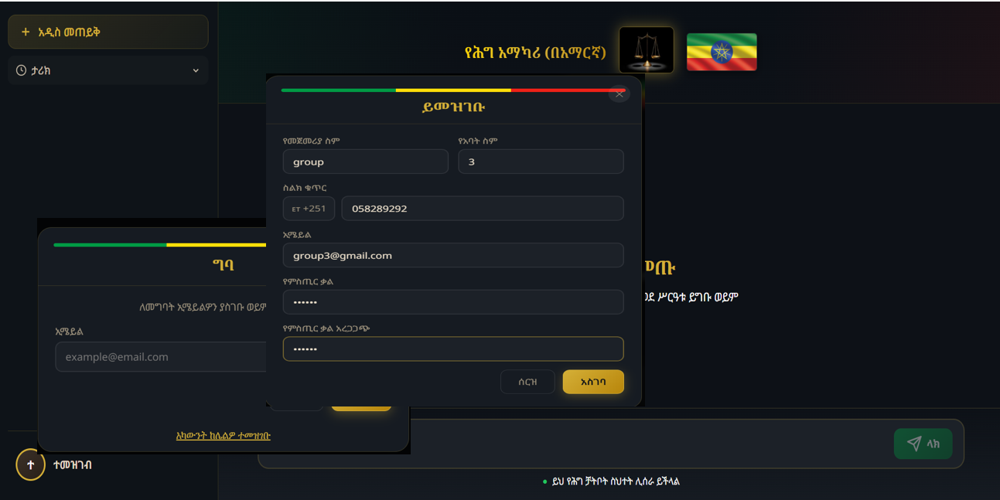 + አዲስ መጠይቅ
ታሪክ
የሕግ አማካሪ (በአማርኛ)
ይመዝገቡ
የመጀመሪያ ስም
የአባት ስም
group
3
ስልክ ቁጥር
ET +251
058289292
ኢሜይል
group3@gmail.com
የምስጢር ቃል
••••••
የምስጢር ቃል አረጋጋጭ
••••••
ሰርዝ
አስገባ
ግባ
ለመግባት ኢሜይልዎን ያስገቡ ወይም
ኢሜይል
example@email.com
አካውንት ከሌልዎ ተመዝገቡ
መጡ
ወደ ሥርዓቱ ይግቡ ወይም
ተ
ተመዝገብ
ላክ
ይህ የሕግ ቻትቦት ስህተት ሊሰራ ይችላል